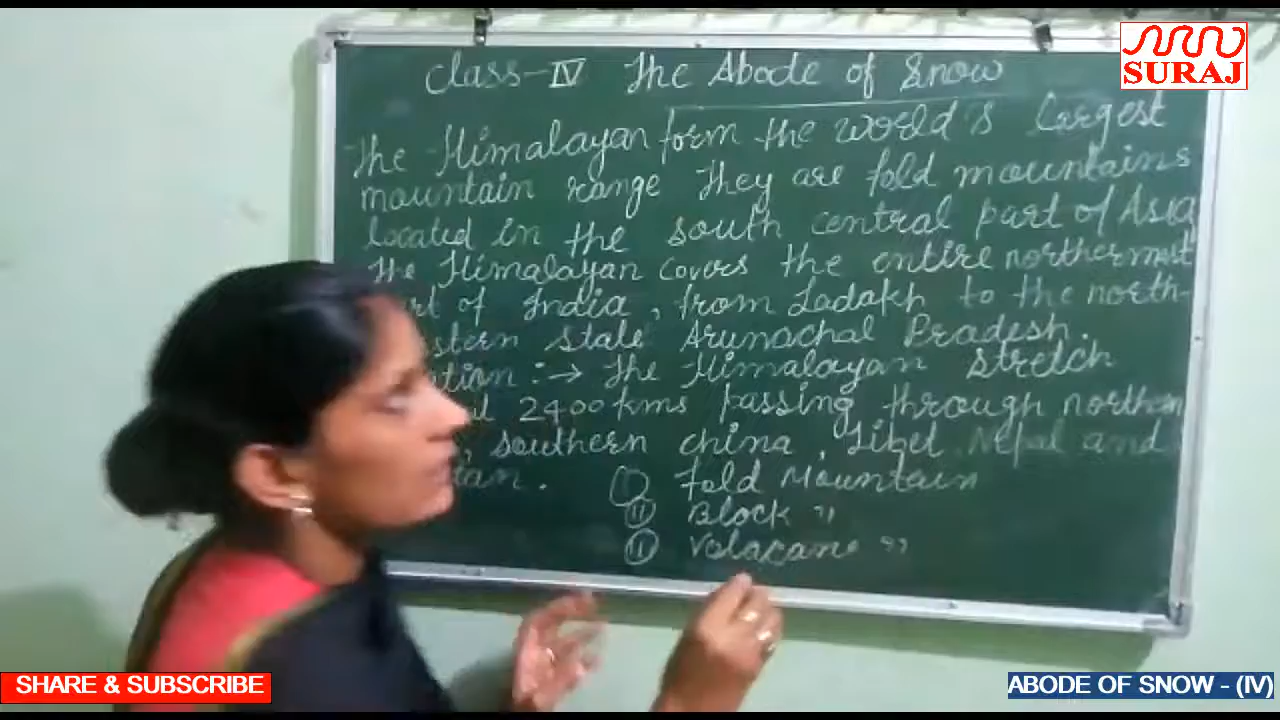 SURAJ
Class-IV The Abode of Snow
The Himalayan form the world's largest
mountain range They are fold mountains
located in the south central part of Asia
The Himalayan covers the entire northernmost
of India, from Ladakh to the north-
stern state Arunachal Pradesh.
:→ The Himalayan stretch
2400 kms passing through northern
, southern china, Tibet, Nepal and
.
(I) Fold Mountain
(II) Block "
(II) Volacano "
SHARE & SUBSCRIBE
ABODE OF SNOW - (IV)